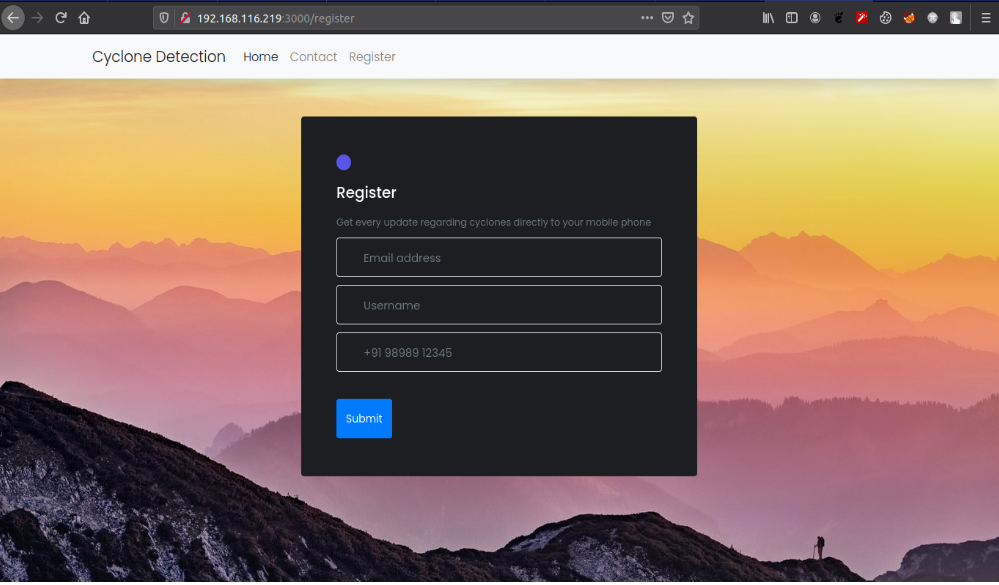 192.168.116.219:3000/register
Cyclone Detection Home Contact Register
Register
Get every update regarding cyclones directly to your mobile phone
Email address
Username
+91 98989 12345
Submit